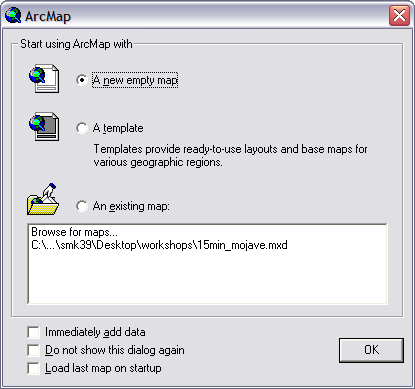 ArcMap
Start using ArcMap with
A new empty map
A template
Templates provide ready-to-use layouts and base maps for
various geographic regions.
An existing map:
Browse for maps...
C:\...\smk39\Desktop\workshops\15min_mojave.mxd
Immediately add data
Do not show this dialog again
Load last map on startup
OK